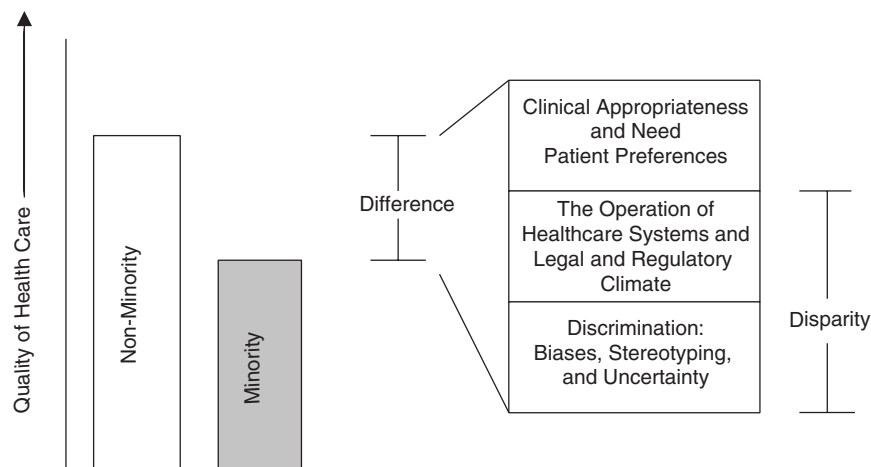 Quality of Health Care
Non-Minority
Minority
Difference
Clinical Appropriateness
and Need
Patient Preferences
The Operation of
Healthcare Systems and
Legal and Regulatory
Climate
Discrimination:
Biases, Stereotyping,
and Uncertainty
Disparity